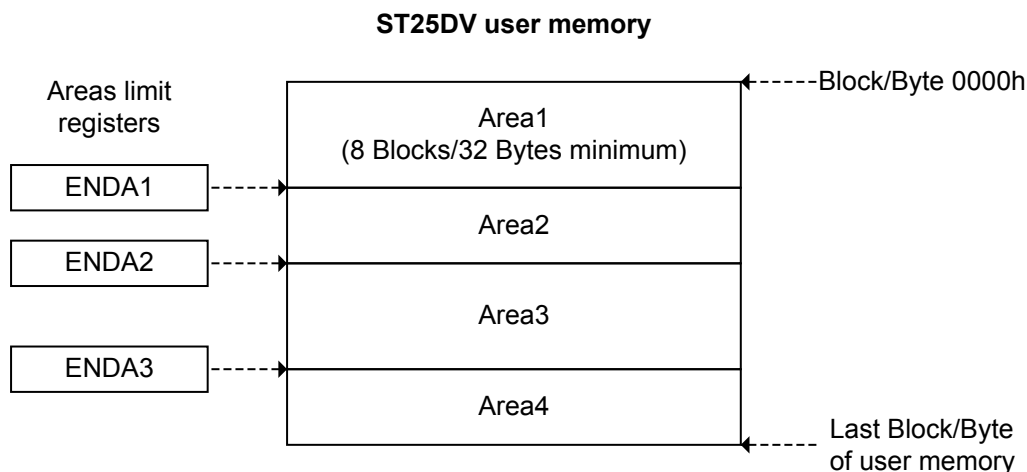 ST25DV user memory
Block/Byte 0000h
Areas limit
registers
Area1
(8 Blocks/32 Bytes minimum)
ENDA1
Area2
ENDA2
Area3
ENDA3
Area4
Last Block/Byte
of user memory